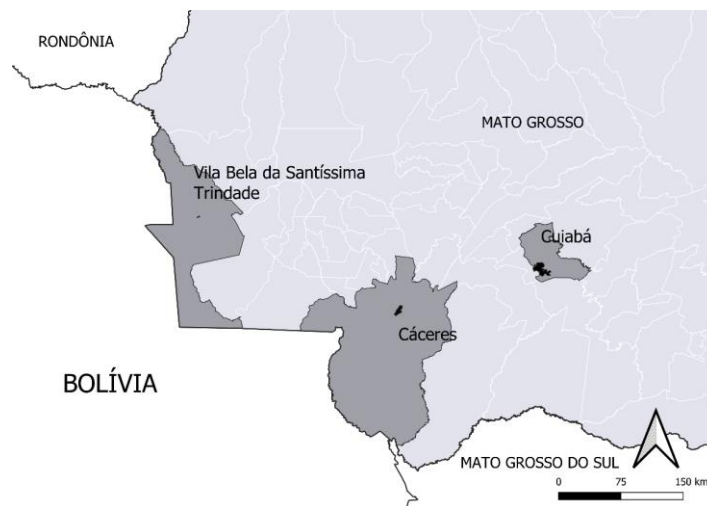 RONDÔNIA
MATO GROSSO
Vila Bela da Santíssima
Trindade
Cuiabá
Cáceres
BOLÍVIA
MATO GROSSO DO SUL
0 75 150 km